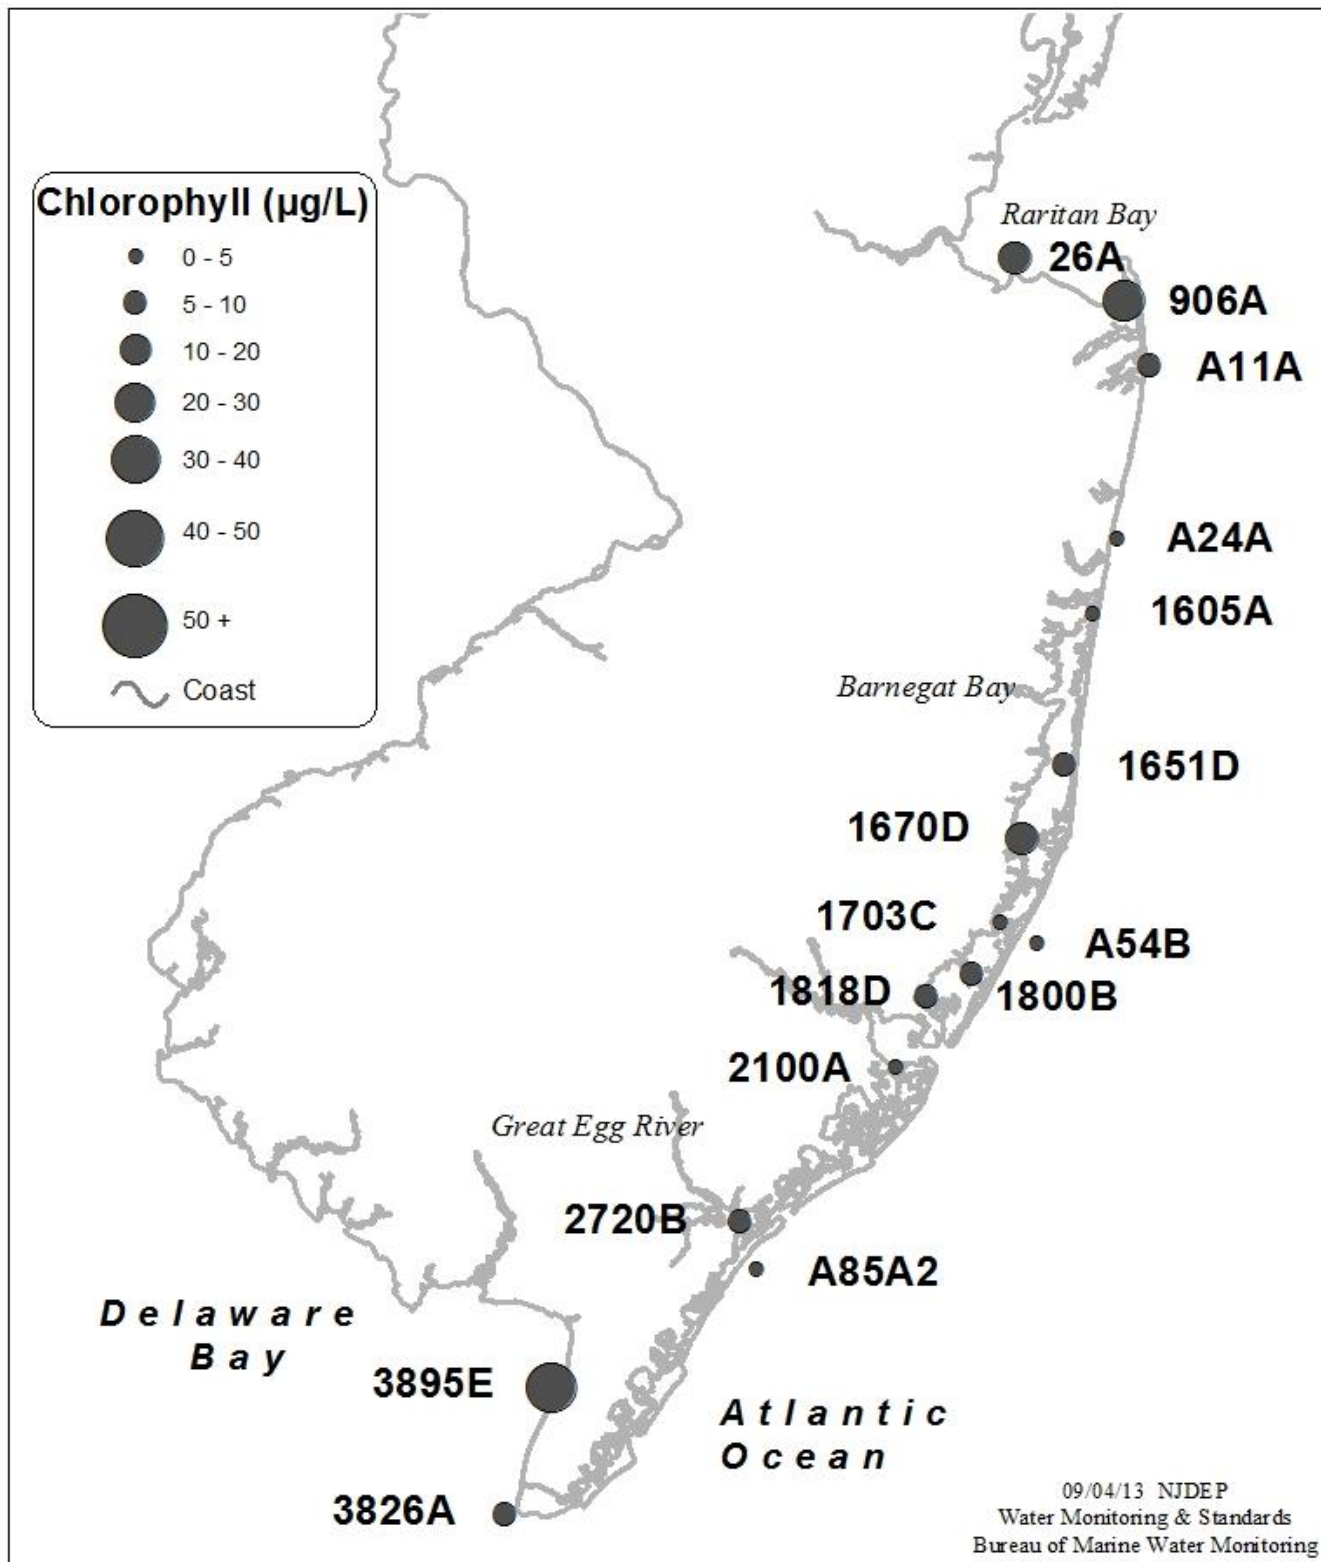 Chlorophyll (µg/L)
0 - 5
5 - 10
10 - 20
20 - 30
30 - 40
40 - 50
50 +
Coast
Raritan Bay
26A
906A
A11A
A24A
1605A
Barnegat Bay
1651D
1670D
1703C
A54B
1818D
1800B
2100A
Great Egg River
2720B
A85A2
Delaware
Bay
3895E
Atlantic
Ocean
3826A
09/04/13 NJDEP
Water Monitoring & Standards
Bureau of Marine Water Monitoring